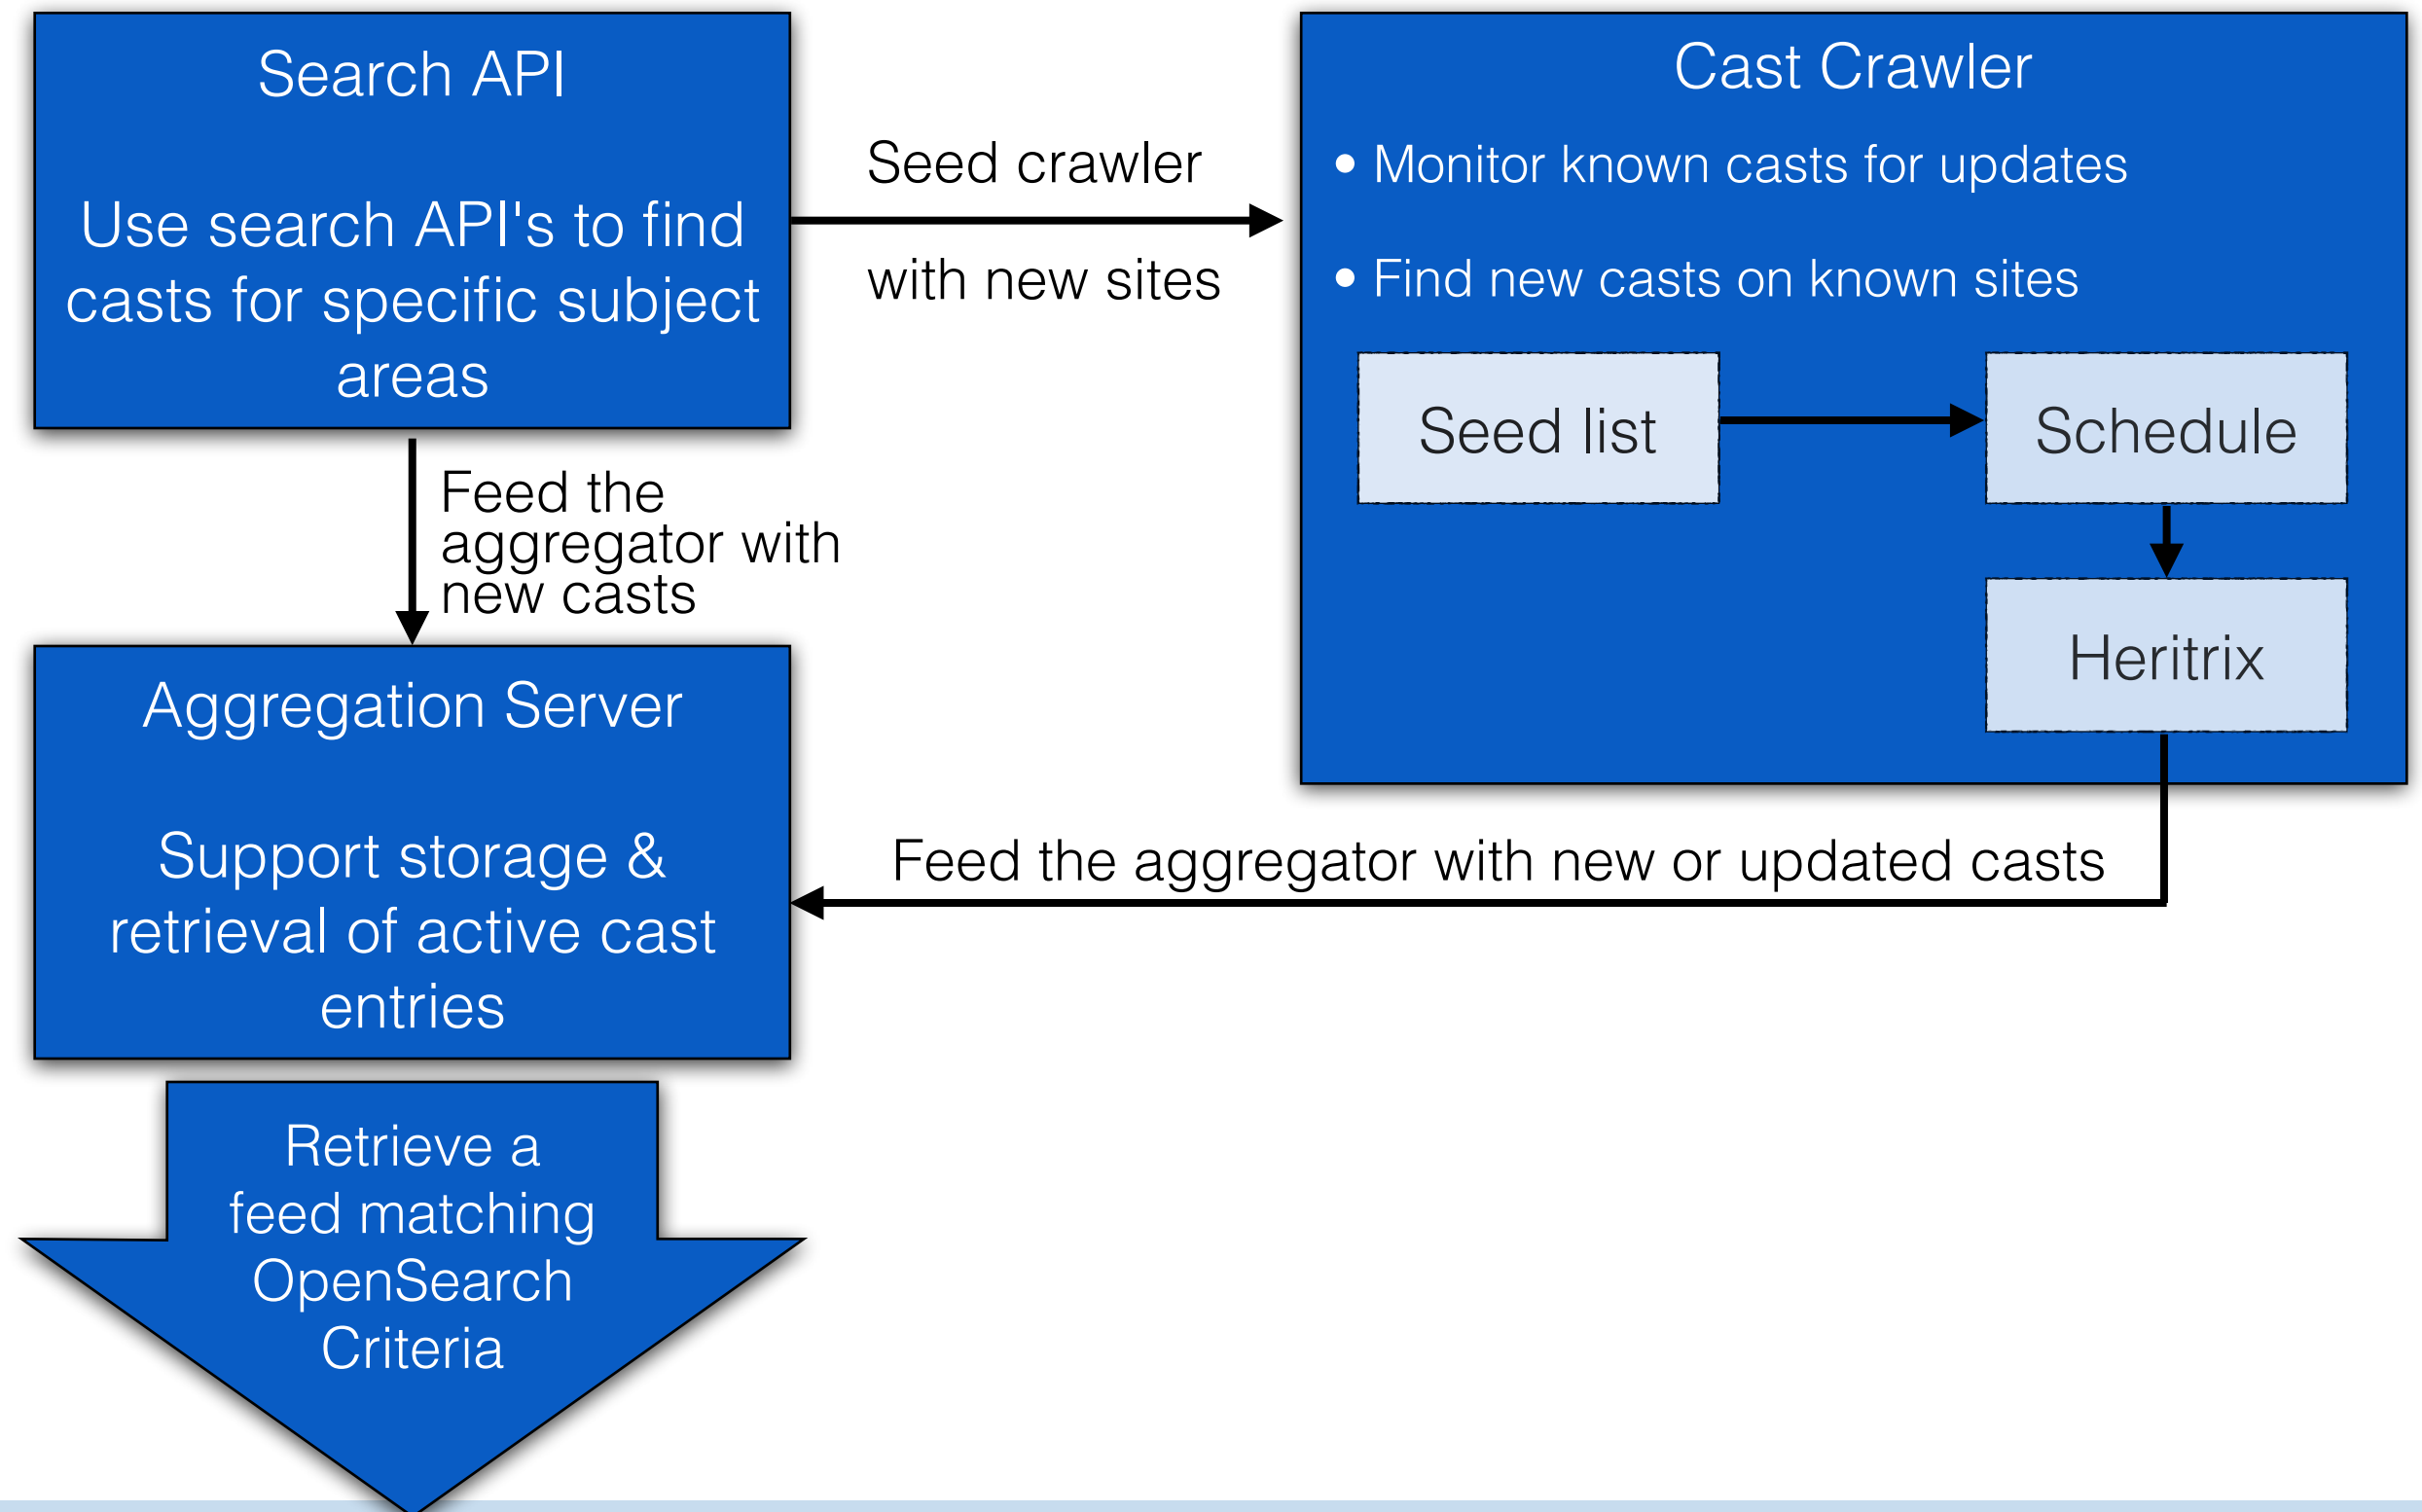 Search API
Use search API's to find
casts for specific subject
areas
Seed crawler
with new sites
Cast Crawler
• Monitor known casts for updates
• Find new casts on known sites
Seed list
Schedule
Heritrix
Feed the
aggregator with
new casts
Aggregation Server
Support storage &
retrieval of active cast
entries
Feed the aggregator with new or updated casts
Retrieve a
feed matching
OpenSearch
Criteria